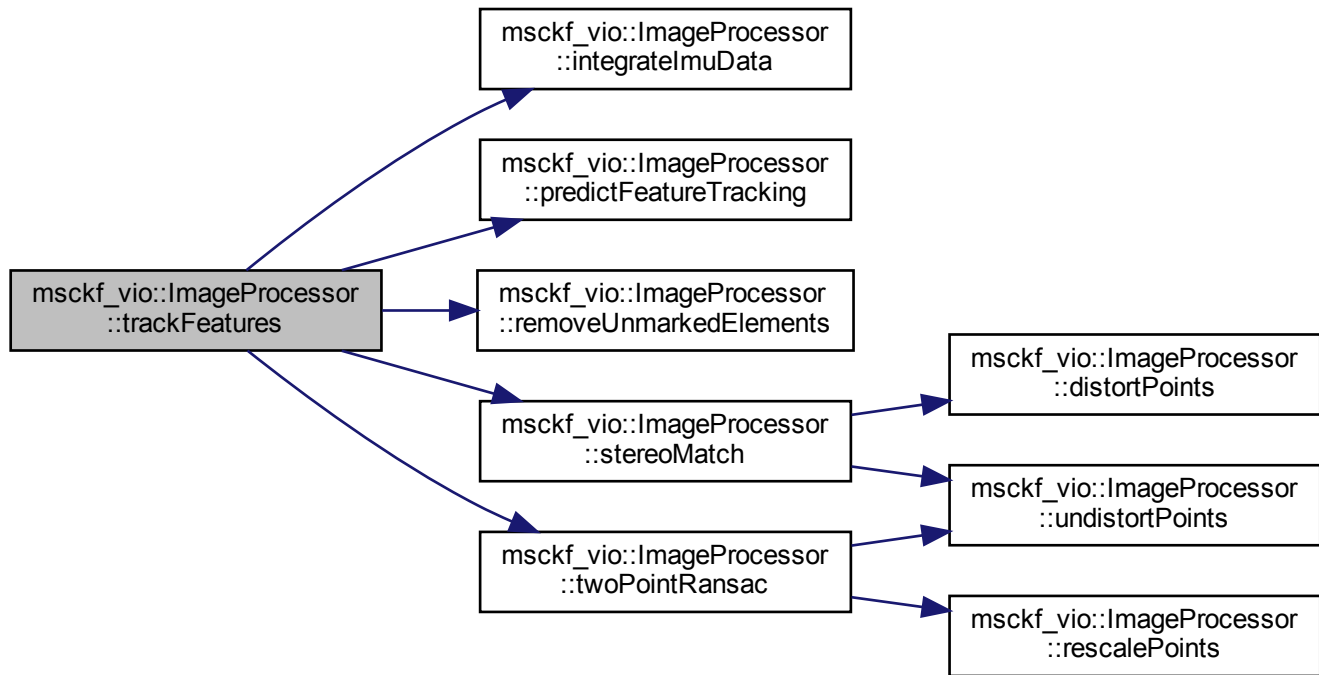 msckf_vio::ImageProcessor
::integrateImuData
msckf_vio::ImageProcessor
::predictFeatureTracking
msckf_vio::ImageProcessor
::trackFeatures
msckf_vio::ImageProcessor
::removeUnmarkedElements
msckf_vio::ImageProcessor
::distortPoints
msckf_vio::ImageProcessor
::stereoMatch
msckf_vio::ImageProcessor
::undistortPoints
msckf_vio::ImageProcessor
::twoPointRansac
msckf_vio::ImageProcessor
::rescalePoints